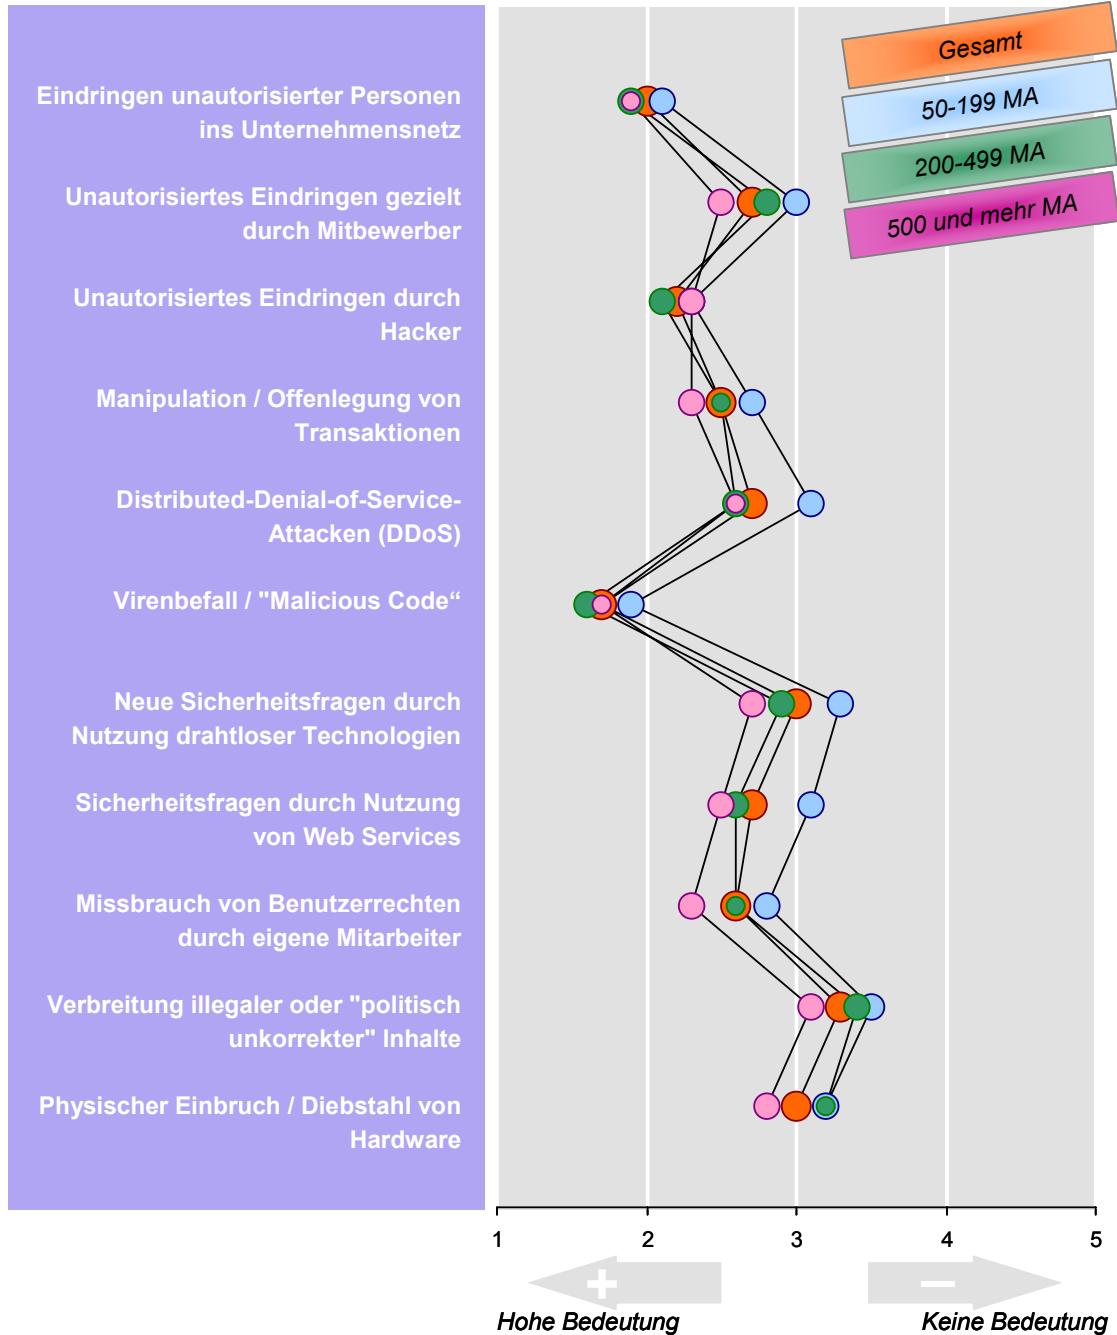 Gesamt
50-199 MA
200-499 MA
500 und mehr MA
Eindringen unautorisierter Personen
ins Unternehmensnetz
Unautorisiertes Eindringen gezielt
durch Mitbewerber
Unautorisiertes Eindringen durch
Hacker
Manipulation / Offenlegung von
Transaktionen
Distributed-Denial-of-Service-
Attacken (DDoS)
Virenbefall / "Malicious Code“
Neue Sicherheitsfragen durch
Nutzung drahtloser Technologien
Sicherheitsfragen durch Nutzung
von Web Services
Missbrauch von Benutzerrechten
durch eigene Mitarbeiter
Verbreitung illegaler oder "politisch
unkorrekter" Inhalte
Physischer Einbruch / Diebstahl von
Hardware
1 2 3 4 5
+ −
Hohe Bedeutung Keine Bedeutung